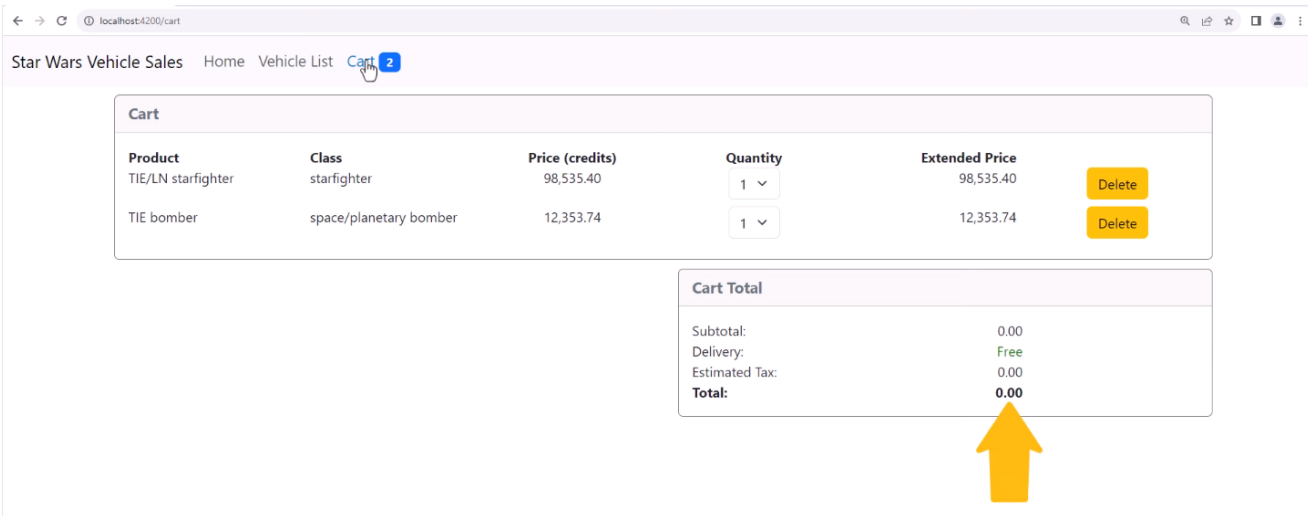 localhost:4200/cart
Star Wars Vehicle Sales Home Vehicle List Cart 2
Cart
Product Class Price (credits) Quantity Extended Price
TIE/LN starfighter starfighter 98,535.40 1 98,535.40 Delete
TIE bomber space/planetary bomber 12,353.74 1 12,353.74 Delete
Cart Total
Subtotal: 0.00
Delivery: Free
Estimated Tax: 0.00
Total: 0.00